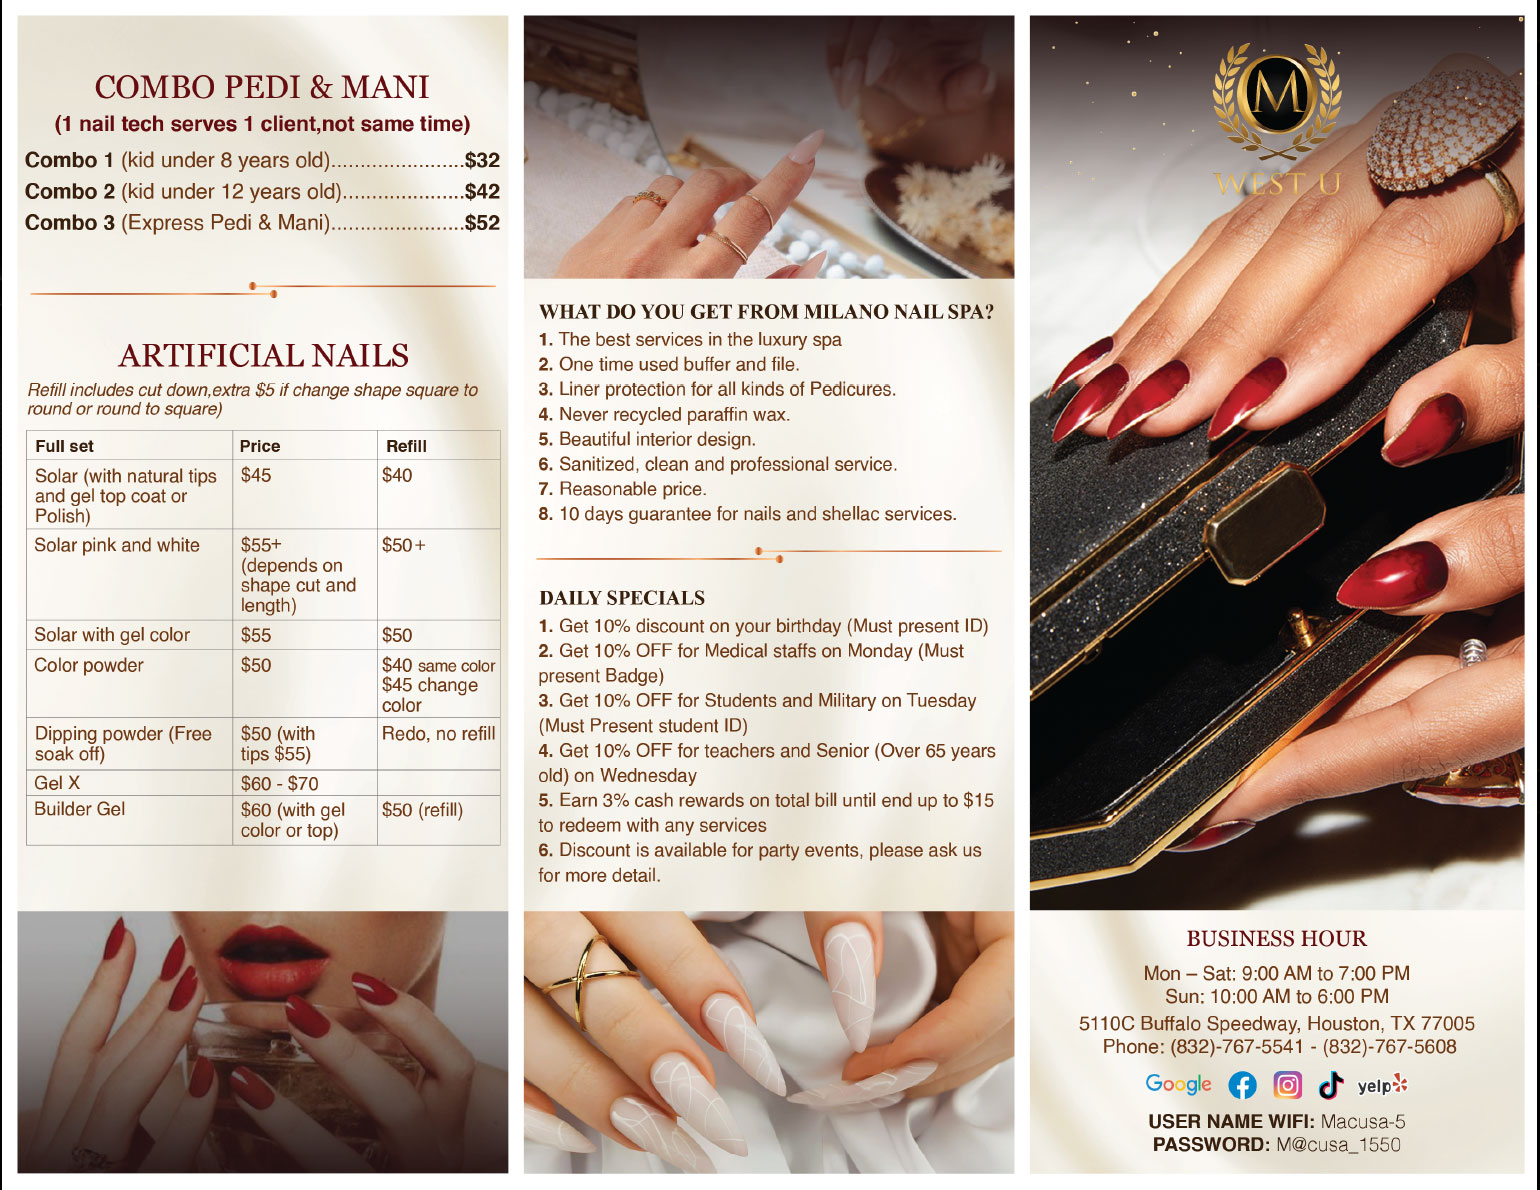 COMBO PEDI & MANI
(1 nail tech serves 1 client,not same time)
Combo 1 (kid under 8 years old).......................$32
Combo 2 (kid under 12 years old).....................$42
Combo 3 (Express Pedi & Mani).......................$52
ARTIFICIAL NAILS
Refill includes cut down,extra $5 if change shape square to
round or round to square)
Full set Price Refill
Solar (with natural tips $45 $40
and gel top coat or
Polish)
Solar pink and white $55+ $50+
(depends on
shape cut and
length)
Solar with gel color $55 $50
Color powder $50 $40 same color
$45 change
color
Dipping powder (Free $50 (with Redo, no refill
soak off) tips $55)
Gel X $60 - $70
Builder Gel $60 (with gel $50 (refill)
color or top)
WHAT DO YOU GET FROM MILANO NAIL SPA?
1. The best services in the luxury spa
2. One time used buffer and file.
3. Liner protection for all kinds of Pedicures.
4. Never recycled paraffin wax.
5. Beautiful interior design.
6. Sanitized, clean and professional service.
7. Reasonable price.
8. 10 days guarantee for nails and shellac services.
DAILY SPECIALS
1. Get 10% discount on your birthday (Must present ID)
2. Get 10% OFF for Medical staffs on Monday (Must
present Badge)
3. Get 10% OFF for Students and Military on Tuesday
(Must Present student ID)
4. Get 10% OFF for teachers and Senior (Over 65 years
old) on Wednesday
5. Earn 3% cash rewards on total bill until end up to $15
to redeem with any services
6. Discount is available for party events, please ask us
for more detail.
M
WEST U
BUSINESS HOUR
Mon – Sat: 9:00 AM to 7:00 PM
Sun: 10:00 AM to 6:00 PM
5110C Buffalo Speedway, Houston, TX 77005
Phone: (832)-767-5541 - (832)-767-5608
Google yelp
USER NAME WIFI: Macusa-5
PASSWORD: M@cusa_1550